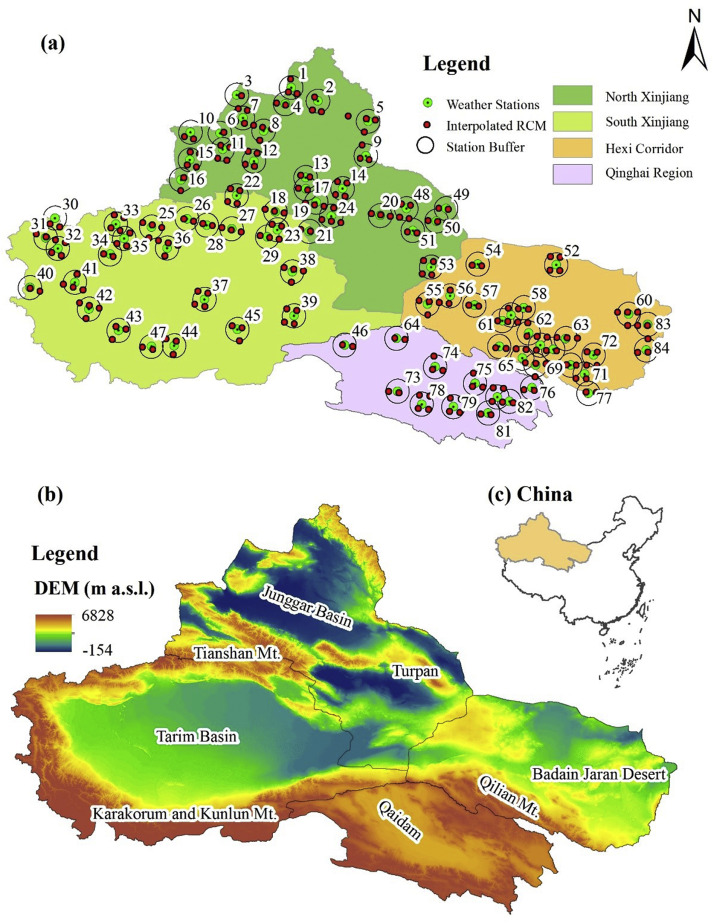 N
(a)
Legend
Weather Stations
Interpolated RCM
Station Buffer
North Xinjiang
South Xinjiang
Hexi Corridor
Qinghai Region
3 1 2
7 4 5
10 6 8
11 12 9
15 13
16 14
22 17
18 24 20 48 49
30 33 25 26 27 19 21 50
31 32 34 35 36 28 23 51
29 54 52
38 53
40 41 37 55 56 57 58
42 39 60
43 45 61 62 63 83
47 44 46 64 72 84
74 65 69 71
75 76 77
73 78 79 82
81
(b)
(c) China
Legend
DEM (m a.s.l.)
6828
-154
Junggar Basin
Tianshan Mt.
Turpan
Tarim Basin
Badain Jaran Desert
Qilian Mt.
Karakorum and Kunlun Mt.
Qaidam